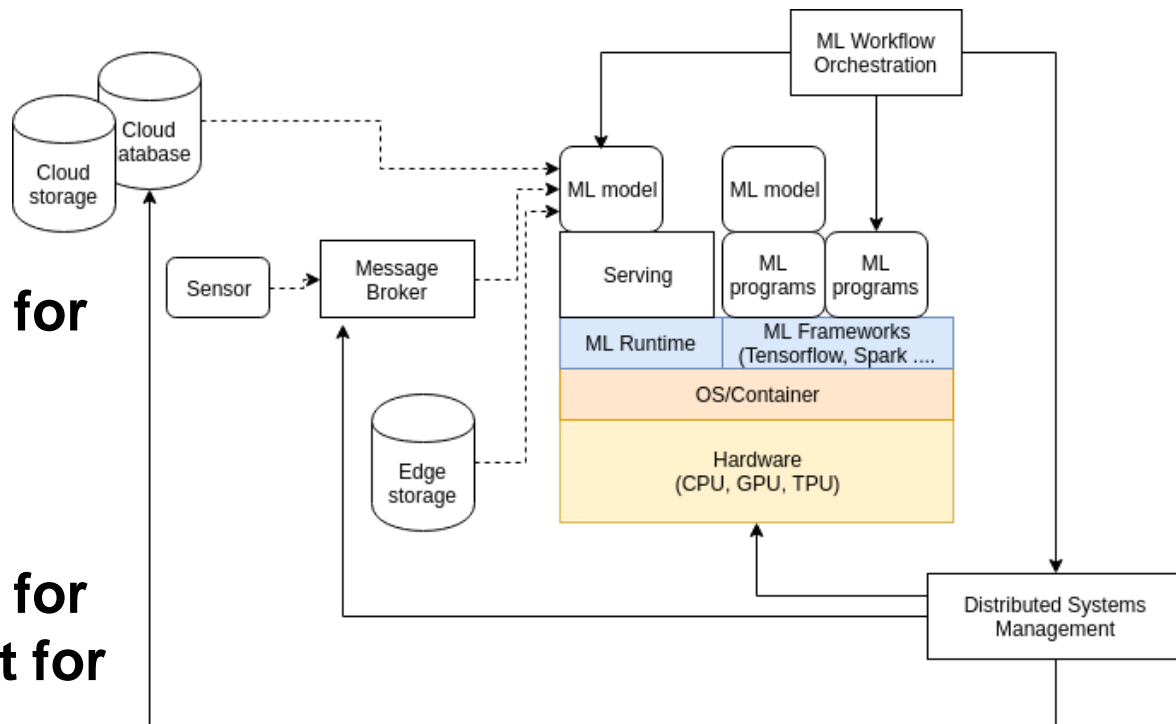 ML Workflow
Orchestration
Cloud
atabase
Cloud
storage
ML model
ML model
Sensor
Message
Broker
Serving
ML
programs
ML
programs
for
ML Runtime
ML Frameworks
(Tensorflow, Spark ....
OS/Container
Edge
storage
Hardware
(CPU, GPU, TPU)
for
t for
Distributed Systems
Management